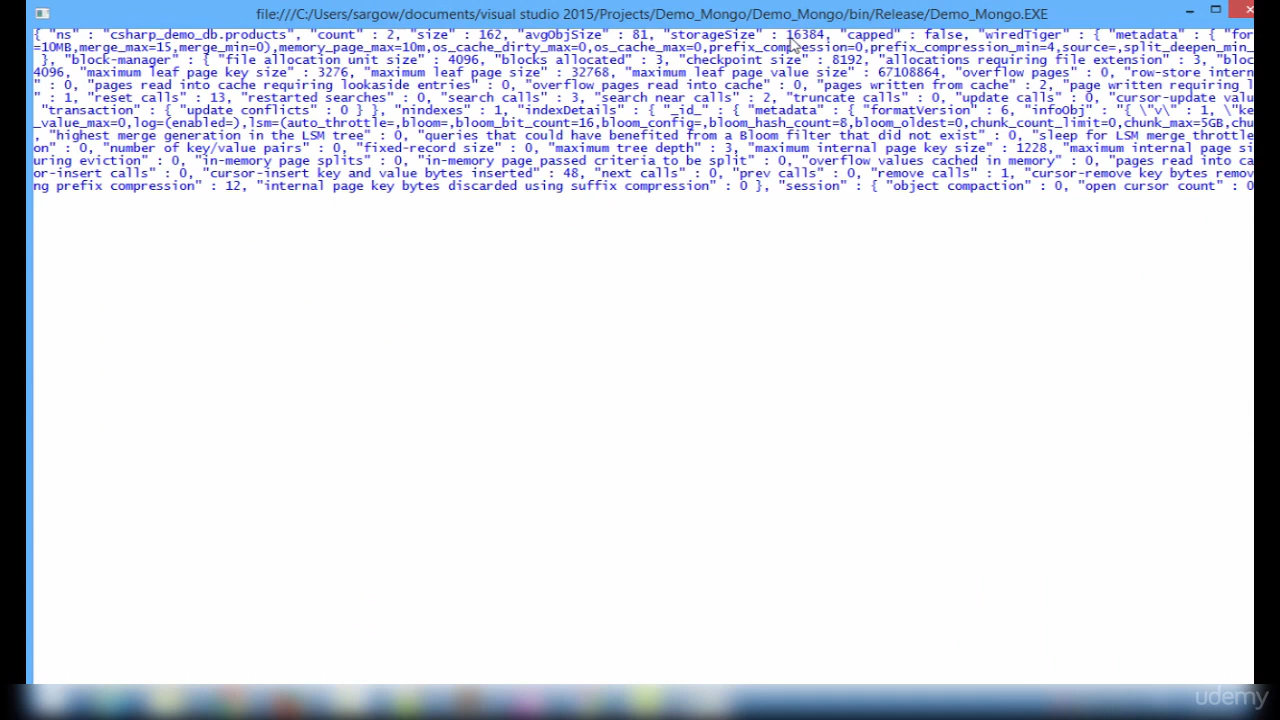 file:///C:/Users/sargow/documents/visual studio 2015/Projects/Demo_Mongo/Demo_Mongo/bin/Release/Demo_Mongo.EXE
{ "ns" : "csharp_demo_db.products", "count" : 2, "size" : 162, "avgObjSize" : 81, "storageSize" : 16384, "capped" : false, "wiredTiger" : { "metadata" : { "for
=10MB,merge_max=15,merge_min=0),memory_page_max=10m,os_cache_dirty_max=0,os_cache_max=0,prefix_compression=0,prefix_compression_min=4,source=,split_deepen_min_
 }, "block-manager" : { "file allocation unit size" : 4096, "blocks allocated" : 3, "checkpoint size" : 8192, "allocations requiring file extension" : 3, "bloc
4096, "maximum leaf page key size" : 3276, "maximum leaf page size" : 32768, "maximum leaf page value size" : 67108864, "overflow pages" : 0, "row-store intern
" : 0, "pages read into cache requiring lookaside entries" : 0, "overflow pages read into cache" : 0, "pages written from cache" : 2, "page written requiring l
" : 1, "reset calls" : 13, "restarted searches" : 0, "search calls" : 3, "search near calls" : 2, "truncate calls" : 0, "update calls" : 0, "cursor-update valu
 "transaction" : { "update conflicts" : 0 } }, "nindexes" : 1, "indexDetails" : { "_id_" : { "metadata" : { "formatVersion" : 6, "infoObj" : "{ \"v\" : 1, \"ke
_value_max=0,log=(enabled=),lsm=(auto_throttle=,bloom=,bloom_bit_count=16,bloom_config=,bloom_hash_count=8,bloom_oldest=0,chunk_count_limit=0,chunk_max=5GB,chu
, "highest merge generation in the LSM tree" : 0, "queries that could have benefited from a Bloom filter that did not exist" : 0, "sleep for LSM merge throttle
on" : 0, "number of key/value pairs" : 0, "fixed-record size" : 0, "maximum tree depth" : 3, "maximum internal page key size" : 1228, "maximum internal page si
uring eviction" : 0, "in-memory page splits" : 0, "in-memory page passed criteria to be split" : 0, "overflow values cached in memory" : 0, "pages read into ca
or-insert calls" : 0, "cursor-insert key and value bytes inserted" : 48, "next calls" : 0, "prev calls" : 0, "remove calls" : 1, "cursor-remove key bytes remov
ng prefix compression" : 12, "internal page key bytes discarded using suffix compression" : 0 }, "session" : { "object compaction" : 0, "open cursor count" : 0
udemy